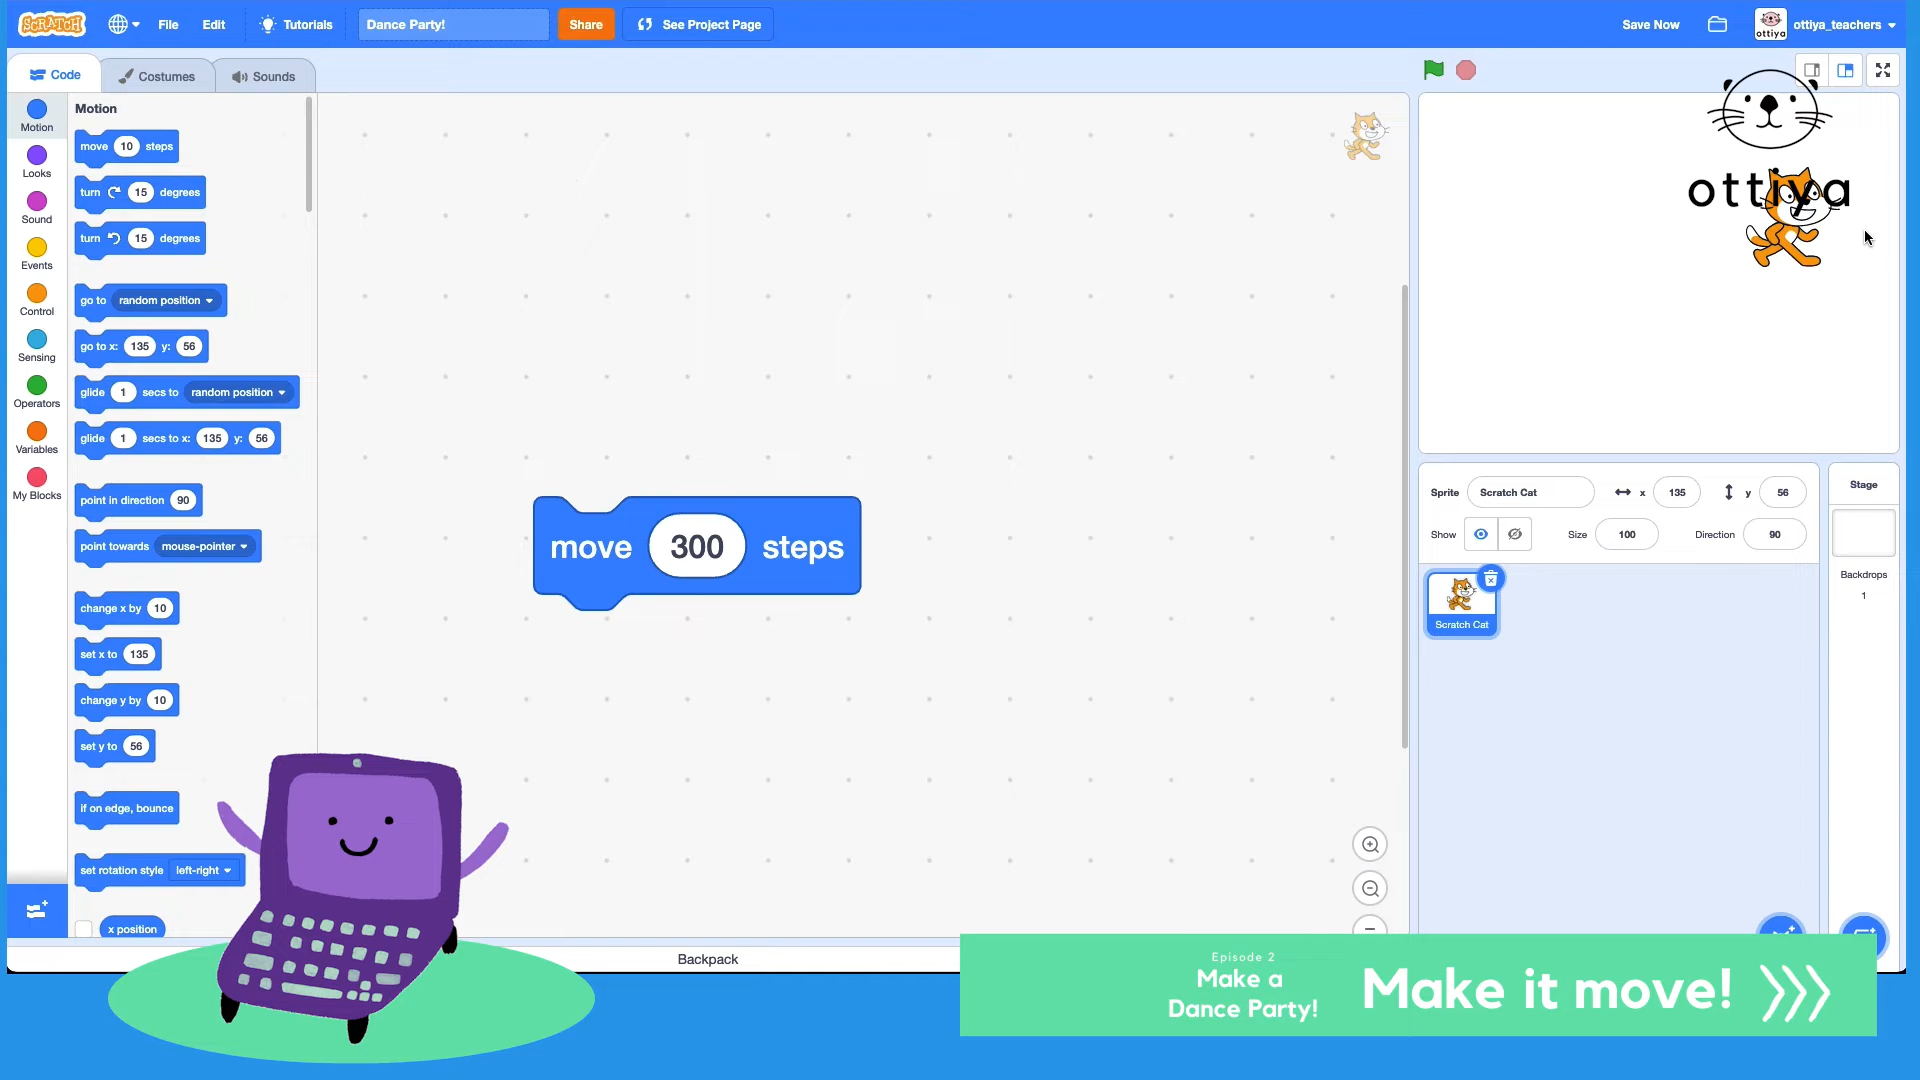 SCRATCH
File
Edit
Tutorials
Dance Party!
Share
See Project Page
Save Now
ottiya
ottiya_teachers
Code
Costumes
Sounds
Motion
Looks
Sound
Events
Control
Sensing
Operators
Variables
My Blocks
Motion
move 10 steps
turn 15 degrees
turn 15 degrees
go to random position
go to x: 135 y: 56
glide 1 secs to random position
glide 1 secs to x: 135 y: 56
point in direction 90
point towards mouse-pointer
change x by 10
set x to 135
change y by 10
set y to 56
if on edge, bounce
set rotation style left-right
x position
move 300 steps
ottiya
Sprite Scratch Cat x 135 y 56
Show Size 100 Direction 90
Scratch Cat
Stage
Backdrops
1
Backpack
Episode 2
Make a
Dance Party!
Make it move!